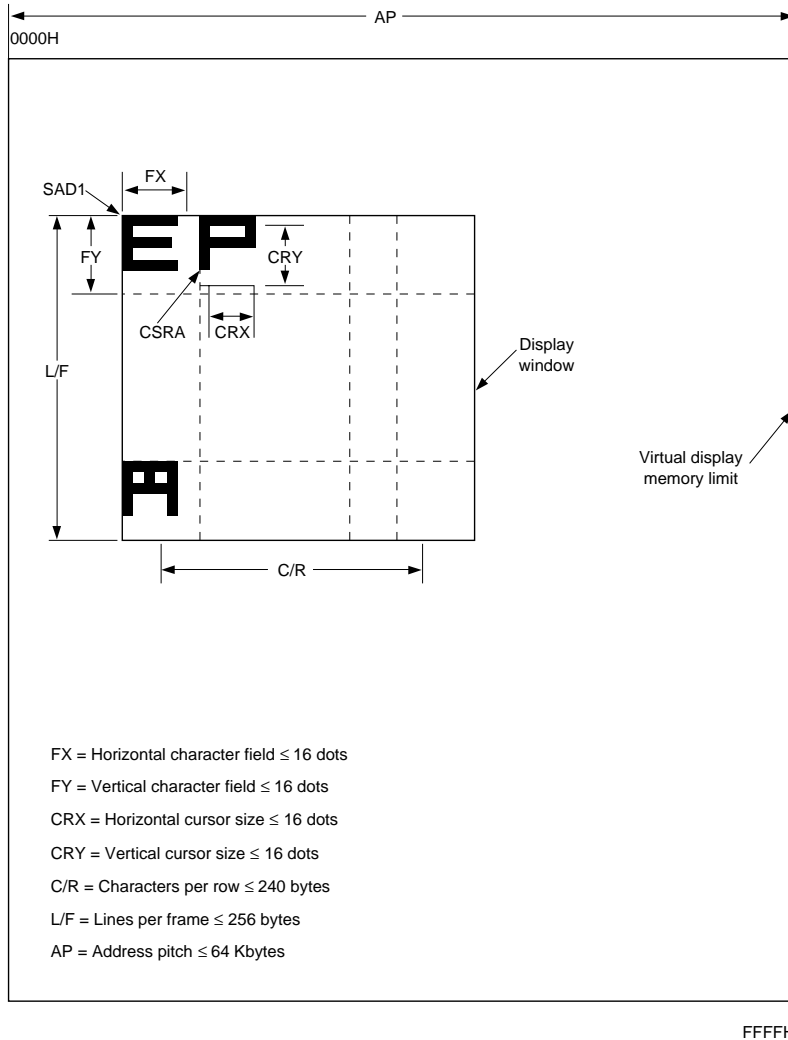 AP
0000H
FX
SAD1
E P
FY
CRY
CSRA
CRX
L/F
Display
window
A
Virtual display
memory limit
C/R
FX = Horizontal character field ≤ 16 dots
FY = Vertical character field ≤ 16 dots
CRX = Horizontal cursor size ≤ 16 dots
CRY = Vertical cursor size ≤ 16 dots
C/R = Characters per row ≤ 240 bytes
L/F = Lines per frame ≤ 256 bytes
AP = Address pitch ≤ 64 Kbytes
FFFFH